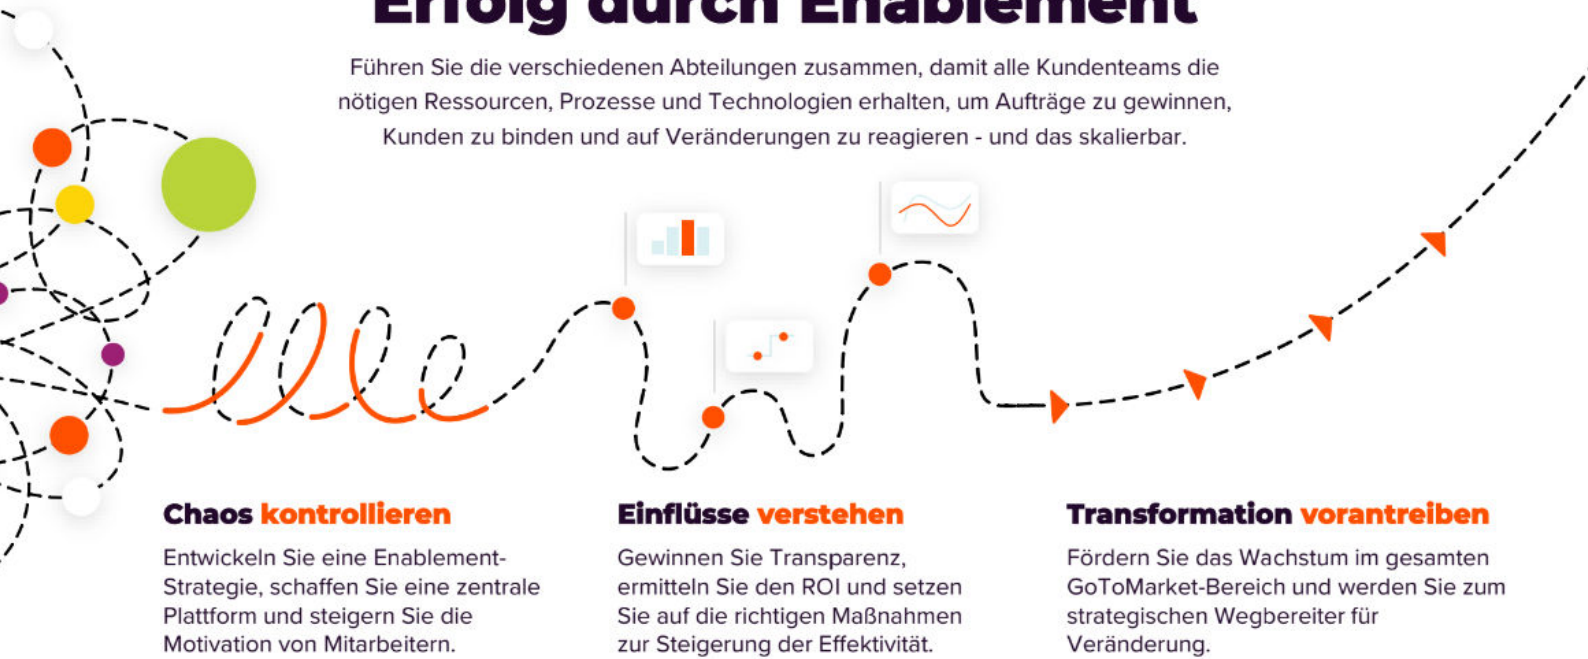 Erfolg durch Enablement
Führen Sie die verschiedenen Abteilungen zusammen, damit alle Kundenteams die
nötigen Ressourcen, Prozesse und Technologien erhalten, um Aufträge zu gewinnen,
Kunden zu binden und auf Veränderungen zu reagieren - und das skalierbar.
Chaos kontrollieren
Entwickeln Sie eine Enablement-
Strategie, schaffen Sie eine zentrale
Plattform und steigern Sie die
Motivation von Mitarbeitern.
Einflüsse verstehen
Gewinnen Sie Transparenz,
ermitteln Sie den ROI und setzen
Sie auf die richtigen Maßnahmen
zur Steigerung der Effektivität.
Transformation vorantreiben
Fördern Sie das Wachstum im gesamten
GoToMarket-Bereich und werden Sie zum
strategischen Wegbereiter für
Veränderung.